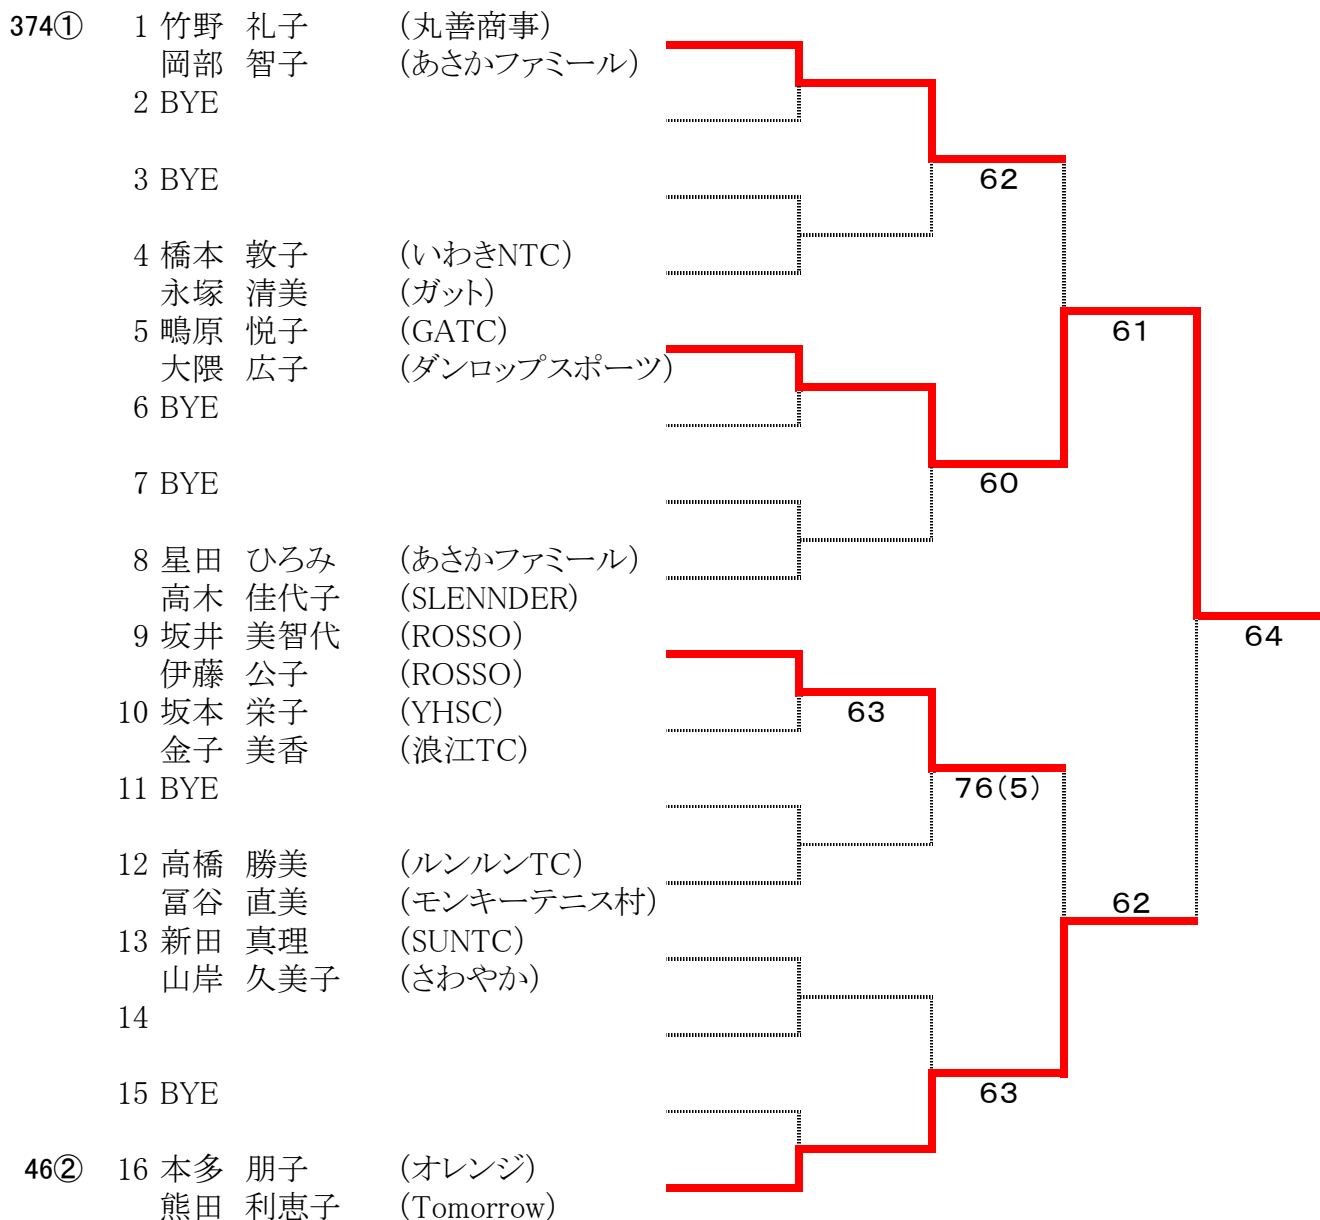 374① 1 竹野 礼子 (丸善商事)
岡部 智子 (あさかファミール)
2 BYE
3 BYE
62
4 橋本 敦子 (いわきNTC)
永塚 清美 (ガット)
5 鴫原 悦子 (GATC)
61
大隈 広子 (ダンロップスポーツ)
6 BYE
7 BYE
60
8 星田 ひろみ (あさかファミール)
高木 佳代子 (SLENNDER)
9 坂井 美智代 (ROSSO)
64
伊藤 公子 (ROSSO)
10 坂本 栄子 (YHSC)
63
金子 美香 (浪江TC)
11 BYE
76(5)
12 高橋 勝美 (ルンルンTC)
冨谷 直美 (モンキーテニス村)
62
13 新田 真理 (SUNTC)
山岸 久美子 (さわやか)
14
15 BYE
63
46② 16 本多 朋子 (オレンジ)
熊田 利恵子 (Tomorrow)